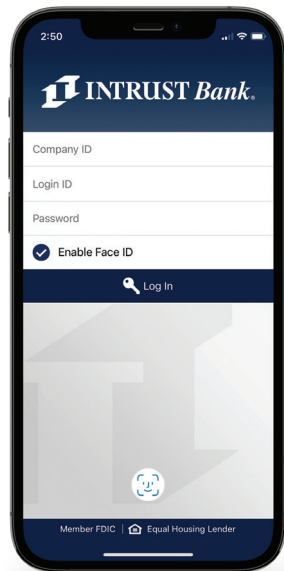 2:50
INTRUST Bank.
Company ID
Login ID
Password
Enable Face ID
Log In
Member FDIC | Equal Housing Lender